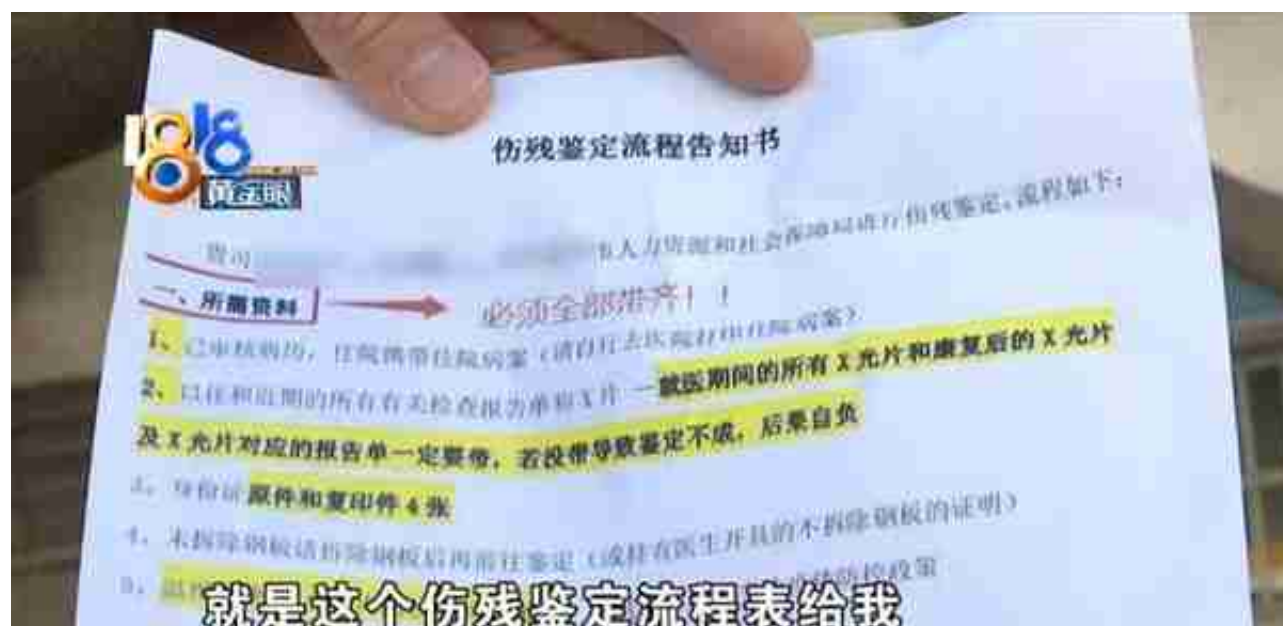 1818
黄金眼
伤残鉴定流程告知书
贵司
人力资源和社会保障局进行伤残鉴定,流程如下:
一、所需资料
必须全部带齐!!
1、已审核病历,住院携带住院病案(请自行去医院打印住院病案)
2、以往和近期的所有有关检查报告单和X片—就医期间的所有X光片和康复后的X光片
及X光片对应的报告单一定要带,若没带导致鉴定不成,后果自负
3、身份证原件和复印件4张
4、未拆除钢板请拆除钢板后再前往鉴定(或持有医生开具的不拆除钢板的证明)
5、
防控政策
就是这个伤残鉴定流程表给我